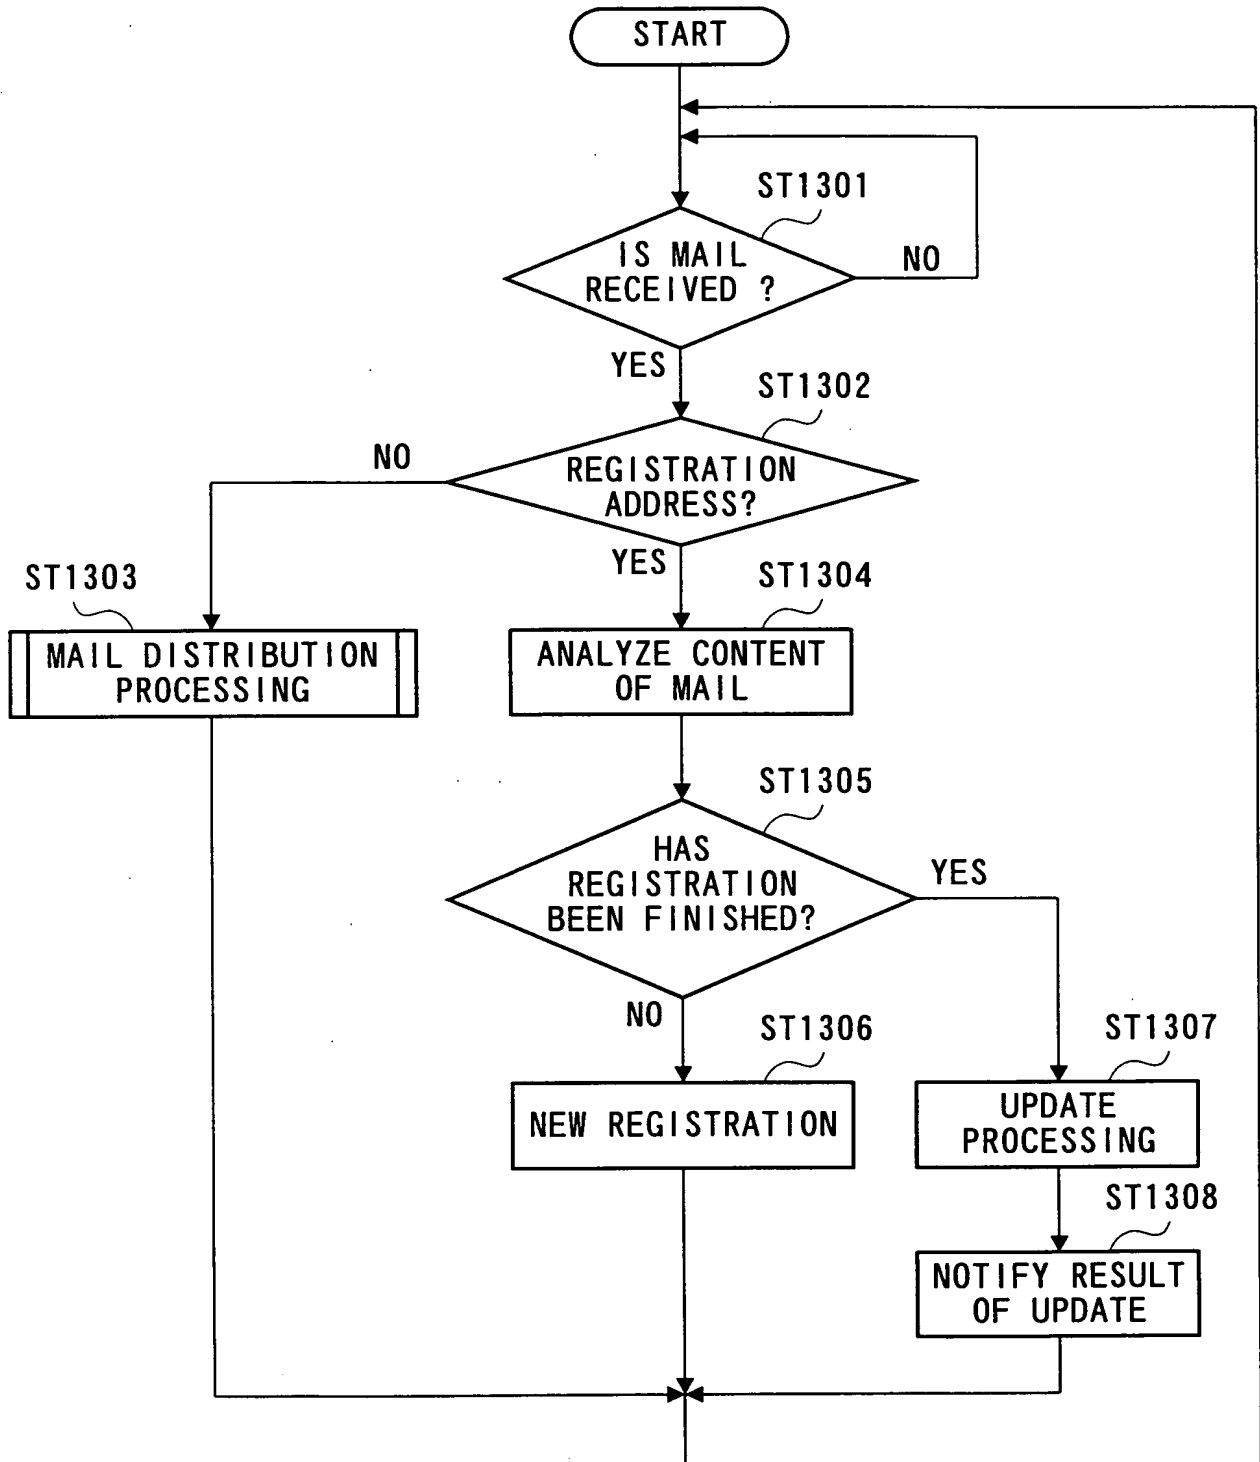 START
ST1301
IS MAIL
RECEIVED ?
NO
YES
ST1302
NO
REGISTRATION
ADDRESS?
YES
ST1303
ST1304
MAIL DISTRIBUTION
PROCESSING
ANALYZE CONTENT
OF MAIL
ST1305
HAS
REGISTRATION
BEEN FINISHED?
YES
NO
ST1306
ST1307
NEW REGISTRATION
UPDATE
PROCESSING
ST1308
NOTIFY RESULT
OF UPDATE